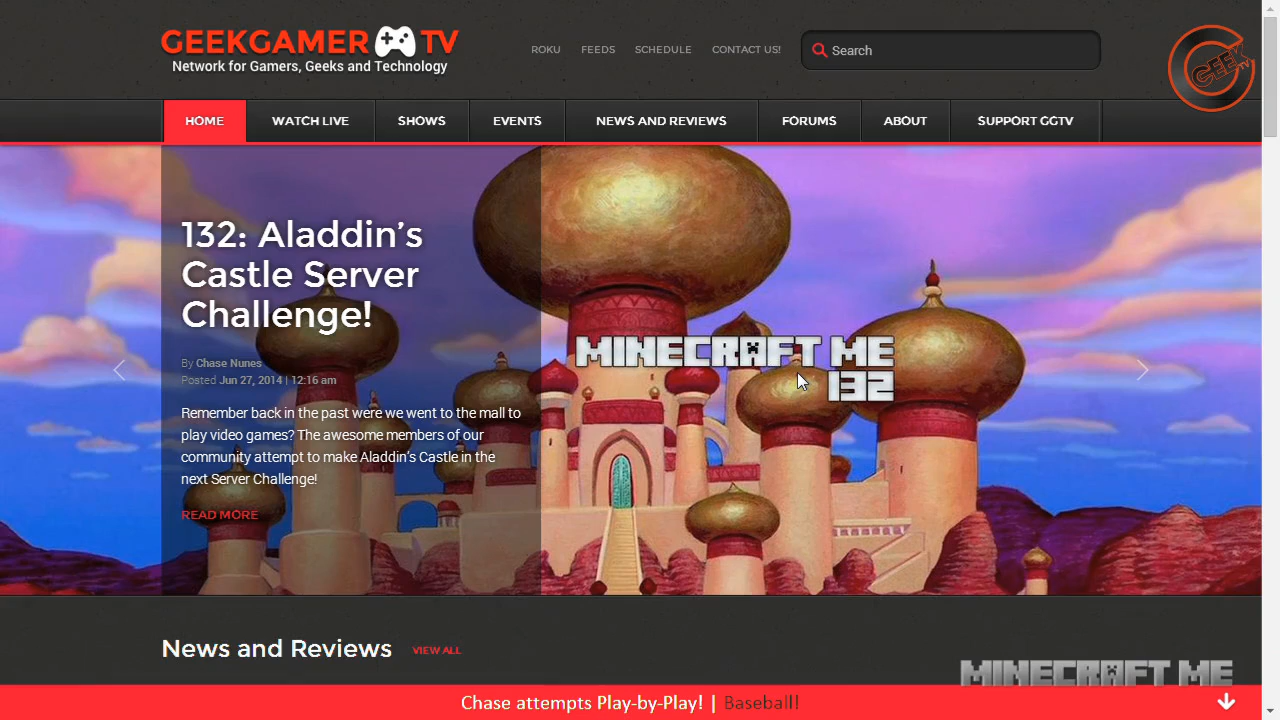 GEEKGAMER TV
Network for Gamers, Geeks and Technology
ROKU FEEDS SCHEDULE CONTACT US!
Search
GEEK TV
HOME WATCH LIVE SHOWS EVENTS NEWS AND REVIEWS FORUMS ABOUT SUPPORT GGTV
132: Aladdin's
Castle Server
Challenge!
By Chase Nunes
Posted Jun 27, 2014 | 12:16 am
Remember back in the past were we went to the mall to
play video games? The awesome members of our
community attempt to make Aladdin's Castle in the
next Server Challenge!
READ MORE
MINECRAFT ME
132
News and Reviews VIEW ALL
MINECRAFT ME
Chase attempts Play-by-Play! | Baseball!